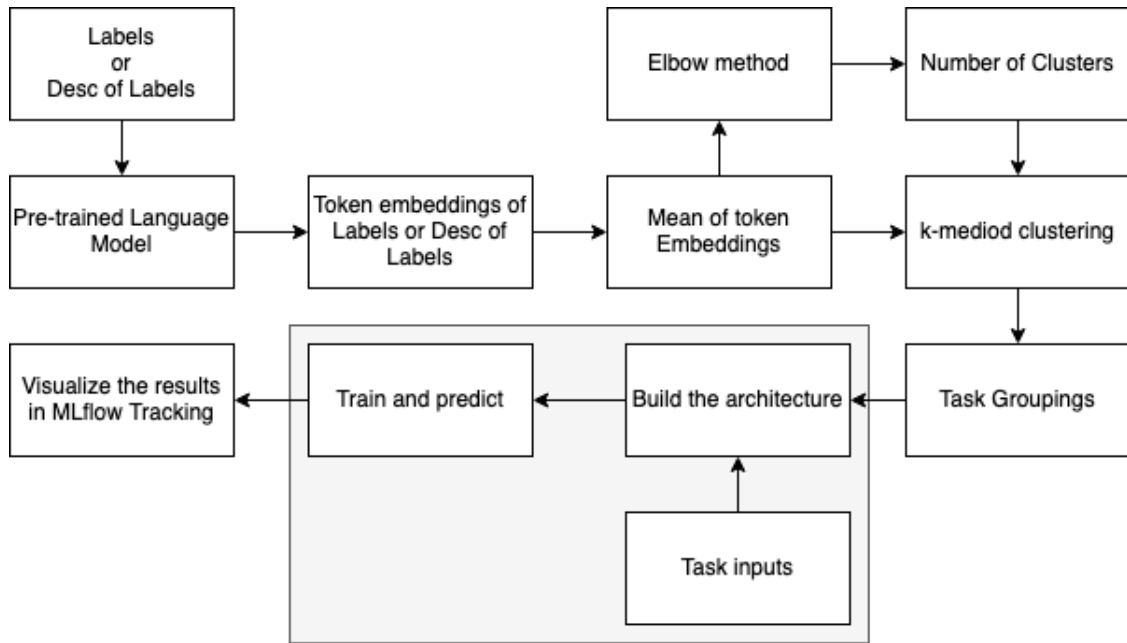 Labels
or
Desc of Labels
Elbow method
Number of Clusters
Pre-trained Language
Model
Token embeddings of
Labels or Desc of
Labels
Mean of token
Embeddings
k-mediod clustering
Visualize the results
in MLflow Tracking
Train and predict
Build the architecture
Task Groupings
Task inputs